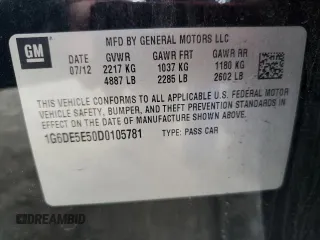 GM
MFD BY GENERAL MOTORS LLC
DATE GVWR GAWR FRT GAWR RR
07/12 2217 KG 1037 KG 1180 KG
4887 LB 2285 LB 2602 LB
THIS VEHICLE CONFORMS TO ALL APPLICABLE U.S. FEDERAL MOTOR
VEHICLE SAFETY, BUMPER, AND THEFT PREVENTION STANDARDS IN
EFFECT ON THE DATE OF MANUFACTURE SHOWN ABOVE.
1G6DE5E50D0105781 TYPE: PASS CAR
AutoBidMaster